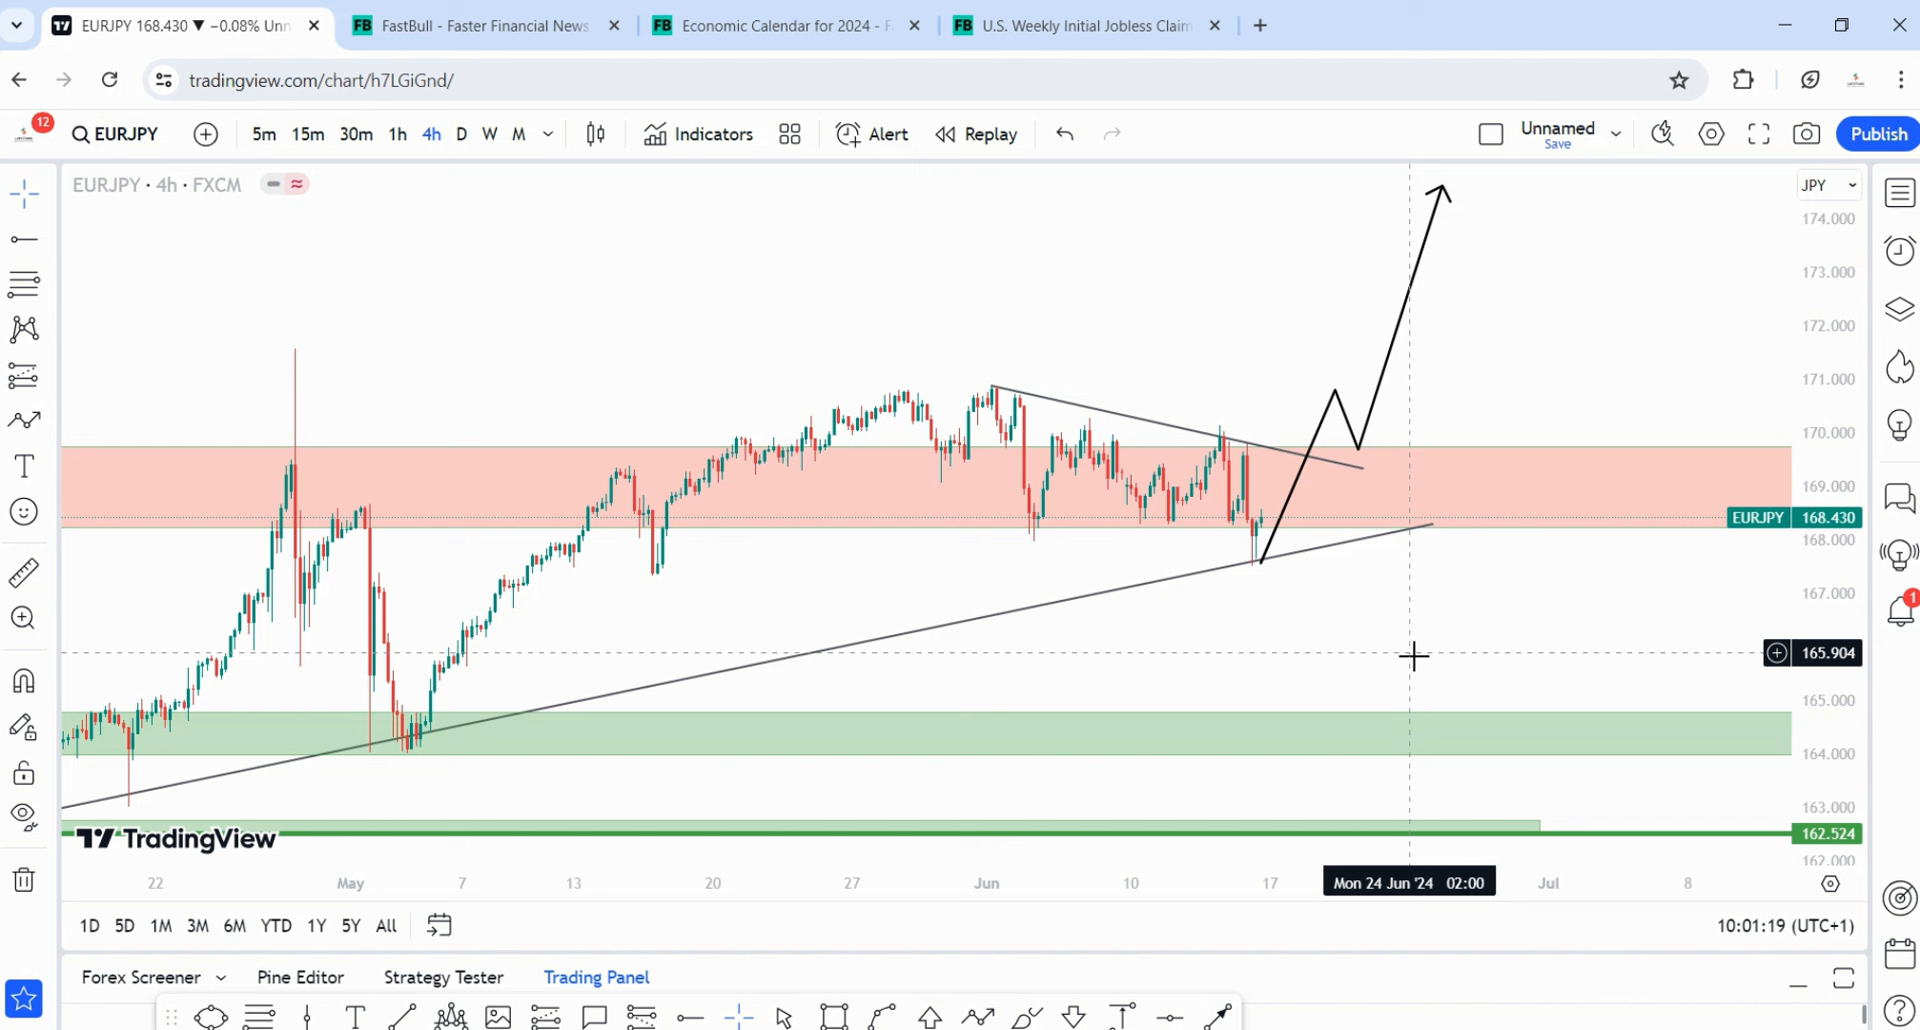 EURJPY 168.430 ▼ −0.08% Unn
FastBull - Faster Financial News
Economic Calendar for 2024 - F
U.S. Weekly Initial Jobless Claim
tradingview.com/chart/h7LGiGnd/
12
EURJPY 5m 15m 30m 1h 4h D W M Indicators Alert Replay Unnamed Save Publish
EURJPY · 4h · FXCM
JPY
174.000
173.000
172.000
171.000
170.000
169.000
EURJPY 168.430
168.000
167.000
165.904
165.000
164.000
163.000
162.524
162.000
1
TradingView
22 May 7 13 20 27 Jun 10 17 Mon 24 Jun '24 02:00 Jul 8
1D 5D 1M 3M 6M YTD 1Y 5Y All 10:01:19 (UTC+1)
Forex Screener Pine Editor Strategy Tester Trading Panel